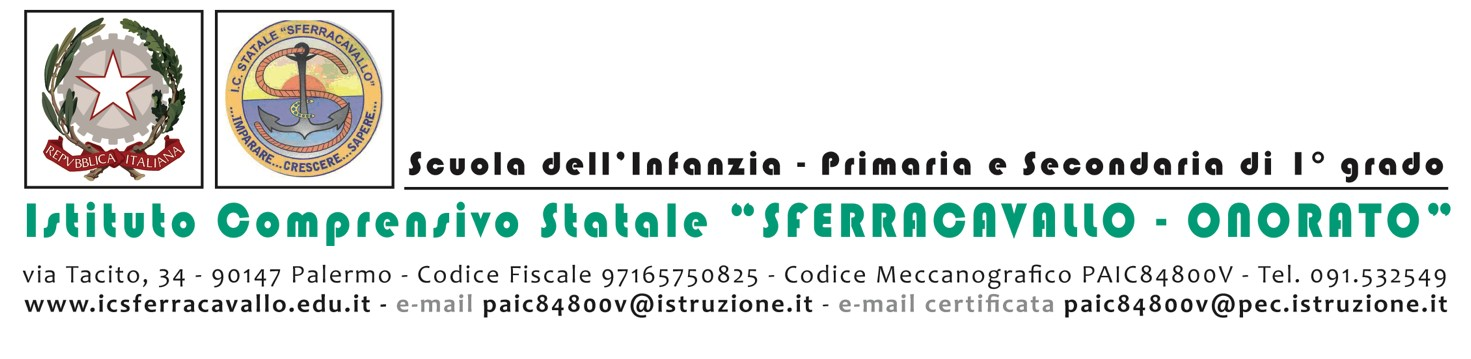 REPVBBLICA ITALIANA
I.C. STATALE "SFERRACAVALLO"
...IMPARARE...CRESCERE...SAPERE...
Scuola dell'Infanzia - Primaria e Secondaria di 1° grado
Istituto Comprensivo Statale "SFERRACAVALLO - ONORATO"
via Tacito, 34 - 90147 Palermo - Codice Fiscale 97165750825 - Codice Meccanografico PAIC84800V - Tel. 091.532549
www.icsferracavallo.edu.it - e-mail paic84800v@istruzione.it - e-mail certificata paic84800v@pec.istruzione.it